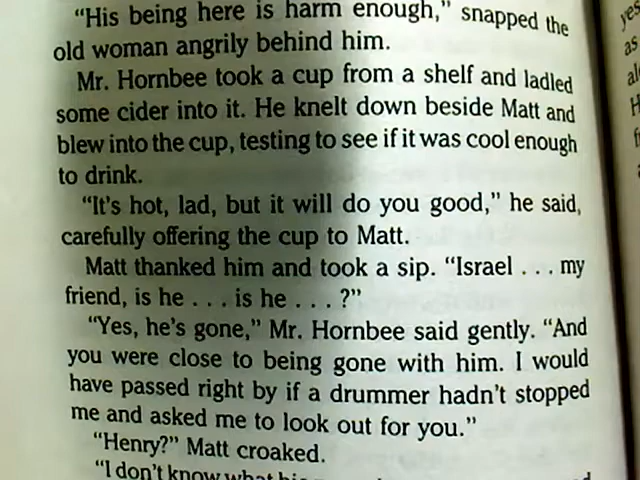 “His being here is harm enough,” snapped the
old woman angrily behind him.
Mr. Hornbee took a cup from a shelf and ladled
some cider into it. He knelt down beside Matt and
blew into the cup, testing to see if it was cool enough
to drink.
“It's hot, lad, but it will do you good,” he said,
carefully offering the cup to Matt.
Matt thanked him and took a sip. “Israel . . . my
friend, is he . . . is he . . . ?”
“Yes, he's gone,” Mr. Hornbee said gently. “And
you were close to being gone with him. I would
have passed right by if a drummer hadn't stopped
me and asked me to look out for you.”
“Henry?” Matt croaked.
“I don't know what